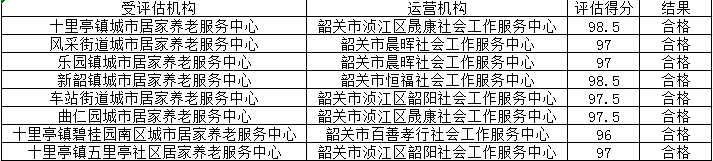 受评估机构 运营机构 评估得分 结果
十里亭镇城市居家养老服务中心 韶关市浈江区晟康社会工作服务中心 98.5 合格
风采街道城市居家养老服务中心 韶关市晨晖社会工作服务中心 97 合格
乐园镇城市居家养老服务中心 韶关市晨晖社会工作服务中心 97 合格
新韶镇城市居家养老服务中心 韶关市恒福社会工作服务中心 98.5 合格
车站街道城市居家养老服务中心 韶关市浈江区韶阳社会工作服务中心 97.5 合格
曲仁园城市居家养老服务中心 韶关市浈江区晟康社会工作服务中心 97.5 合格
十里亭镇碧桂园南区城市居家养老服务中心 韶关市百善孝行社会工作服务中心 96 合格
十里亭镇五里亭社区居家养老服务中心 韶关市浈江区韶阳社会工作服务中心 97 合格